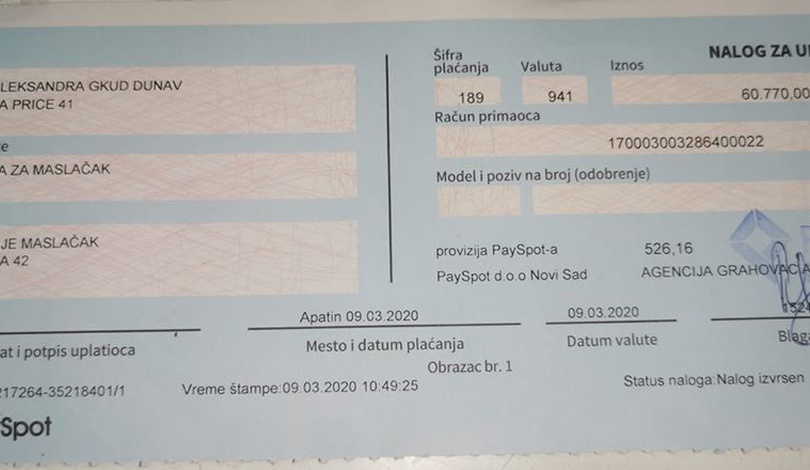 NALOG ZA U
LEKSANDRA GKUD DUNAV
A PRICE 41
e
A ZA MASLAČAK
JE MASLAČAK
A 42
Šifra
plaćanja
Valuta
Iznos
189
941
60.770,00
Račun primaoca
170003003286400022
Model i poziv na broj (odobrenje)
provizija PaySpot-a 526,16
PaySpot d.o.o Novi Sad AGENCIJA GRAHOVAC A
Apatin 09.03.2020
09.03.2020
at i potpis uplatioca
Mesto i datum plaćanja
Datum valute
Blaga
Obrazac br. 1
217264-35218401/1
Vreme štampe:09.03.2020 10:49:25
Status naloga:Nalog izvrsen
Spot